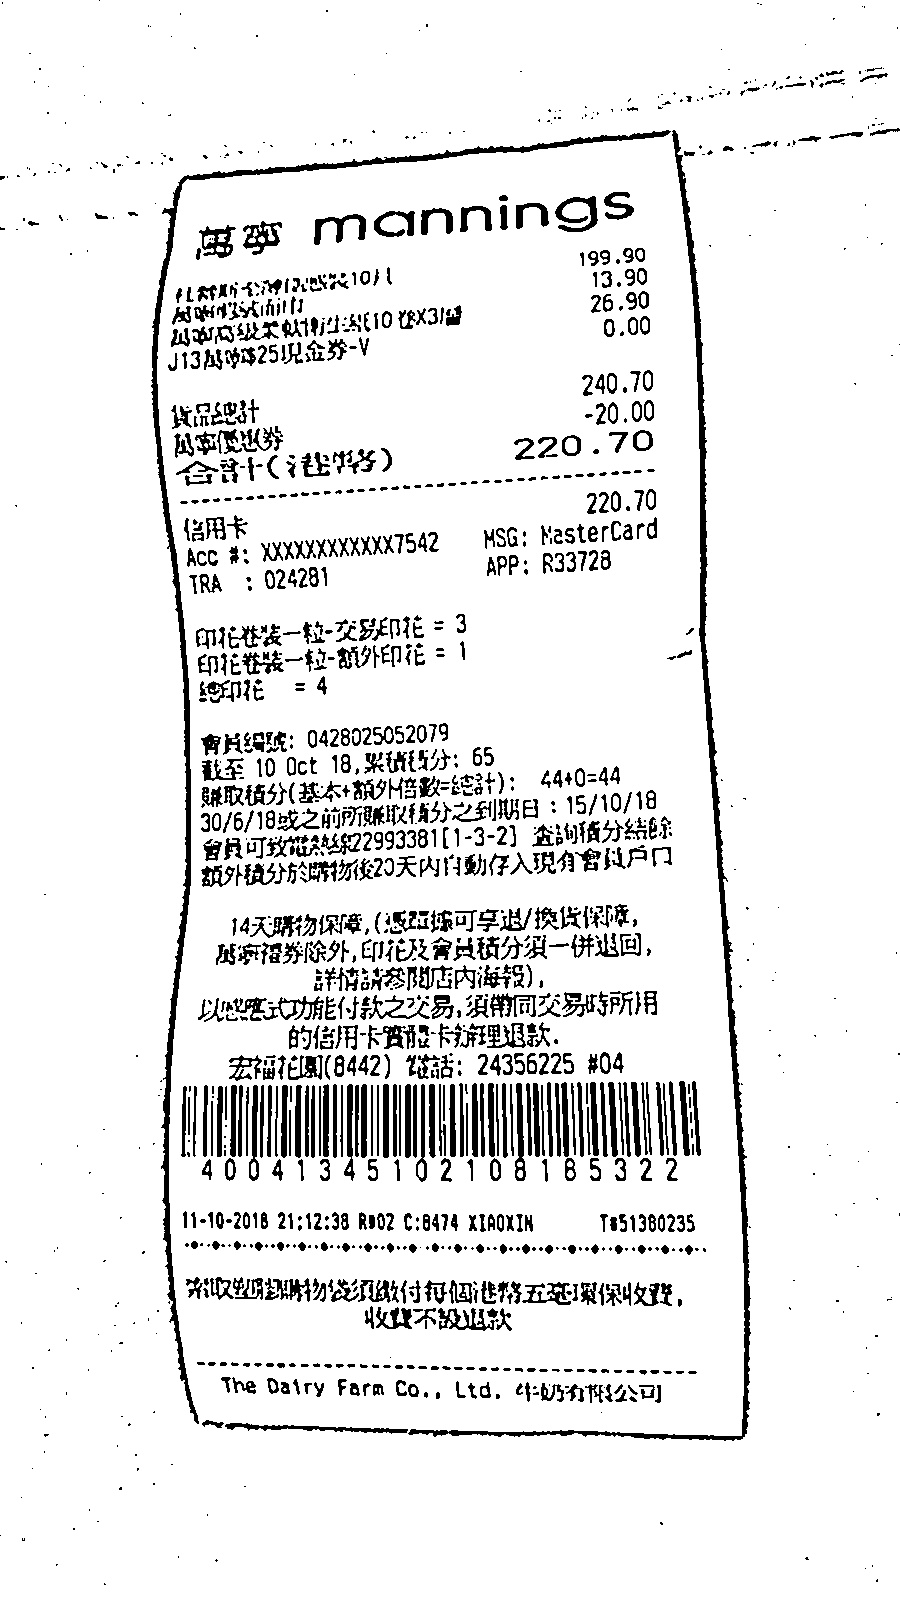 萬寧 mannings
10片 199.90
萬寧 13.90
萬寧高級柔軟衛生紙10卷X3層 26.90
J13萬寧$25現金券-V 0.00
貨品總計 240.70
萬寧優惠券 -20.00
合計(港幣) 220.70
信用卡 220.70
Acc #: XXXXXXXXXXXX7542 MSG: MasterCard
TRA : 024281 APP: R33728
印花卷裝一粒-交易印花 = 3
印花卷裝一粒-額外印花 = 1
總印花 = 4
會員編號: 0428025052079
截至 10 Oct 18,累積積分: 65
賺取積分(基本+額外倍數=總計): 44+0=44
30/6/18或之前所賺取積分之到期日 : 15/10/18
會員可致電熱線22993381[1-3-2] 查詢積分結餘
額外積分於購物後20天內自動存入現有會員戶口
14天購物保障,(憑單據可享退/換貨保障,
萬寧禮券除外,印花及會員積分須一併退回,
詳情請參閱店內海報),
以感應式功能付款之交易,須帶同交易時所用
的信用卡實體卡辦理退款.
宏福花園(8442) 電話: 24356225 #04
4004134510210818532​2
11-10-2018 21:12:38 R#02 C:8474 XIAOXIN T#51380235
索取塑膠購物袋須繳付每個港幣五毫環保收費,
收費不設退款
The Dairy Farm Co., Ltd. 牛奶有限公司